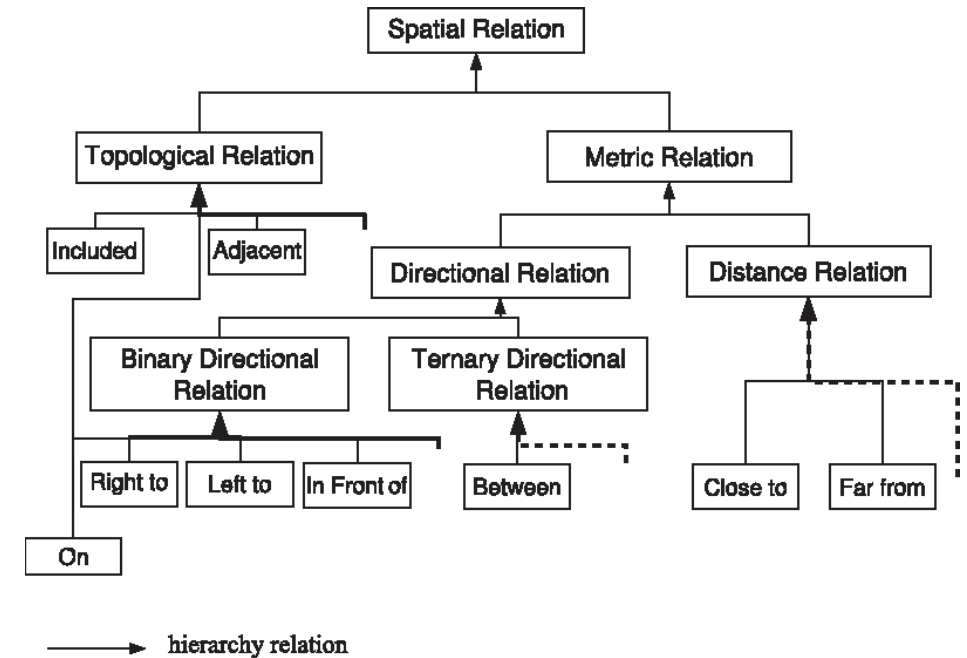 Spatial Relation
Topological Relation
Metric Relation
Included
Adjacent
Directional Relation
Distance Relation
Binary Directional
Relation
Ternary Directional
Relation
Right to
Left to
In Front of
Between
Close to
Far from
On
hierarchy relation